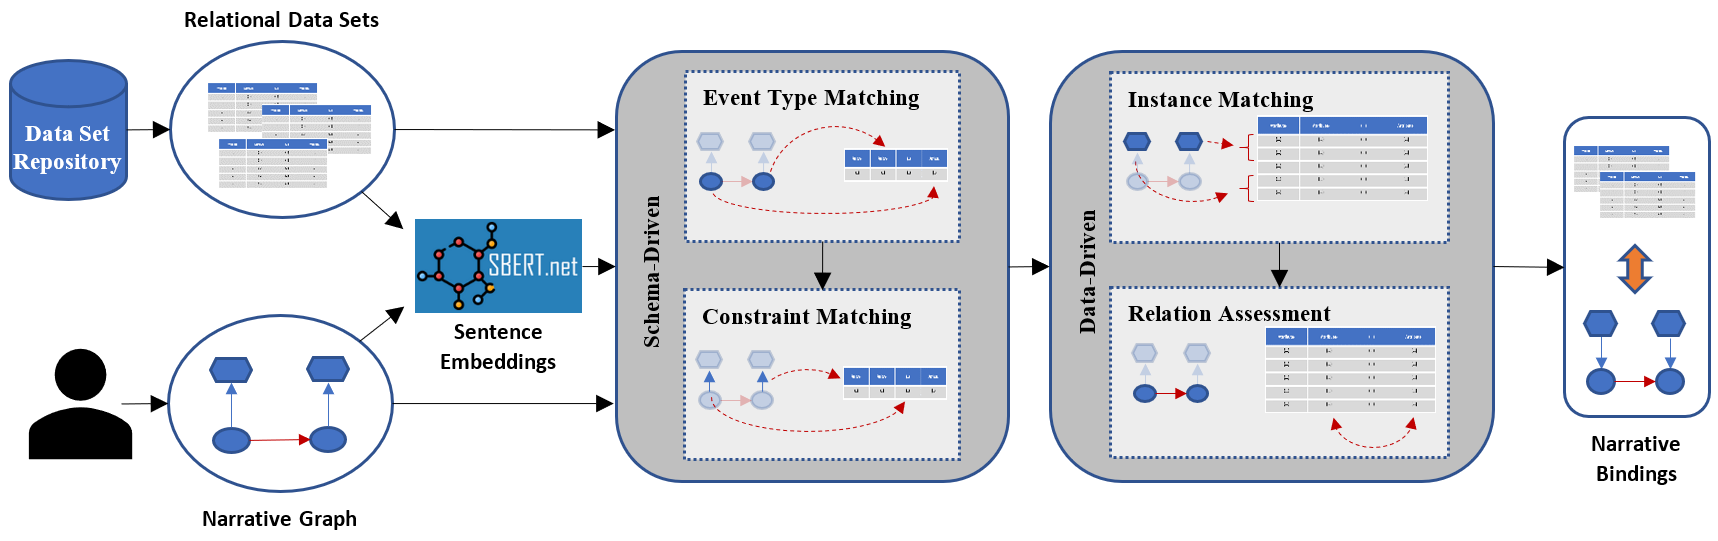 Relational Data Sets
Data Set
Repository
SBERT.net
Sentence
Embeddings
Narrative Graph
Schema-Driven
Event Type Matching
Constraint Matching
Data-Driven
Instance Matching
Relation Assessment
Narrative
Bindings